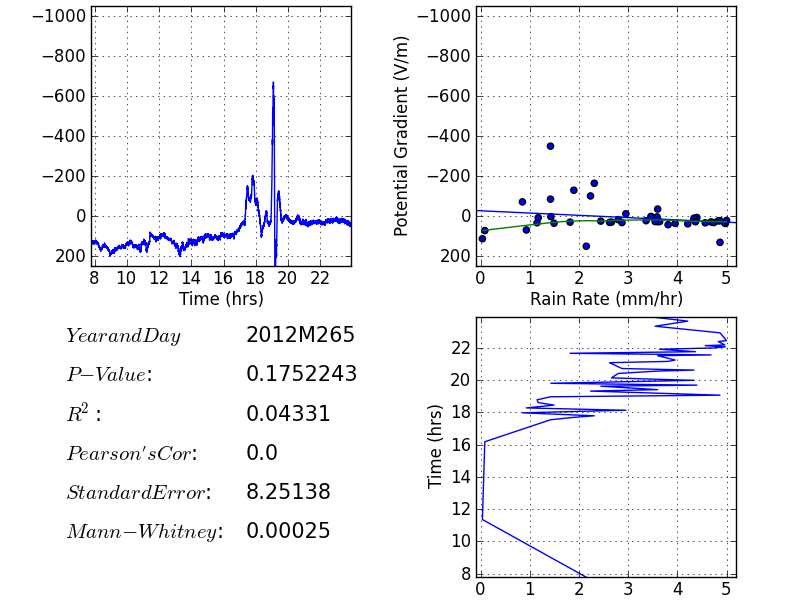 −1000
−800
−600
−400
−200
0
200
8 10 12 14 16 18 20 22
Time (hrs)
Potential Gradient (V/m)
−1000
−800
−600
−400
−200
0
200
0 1 2 3 4 5
Rain Rate (mm/hr)
YearandDay 2012M265
P−Value: 0.1752243
R² : 0.04331
Pearson'sCor: 0.0
StandardError: 8.25138
Mann−Whitney: 0.00025
Time (hrs)
22
20
18
16
14
12
10
8
0 1 2 3 4 5